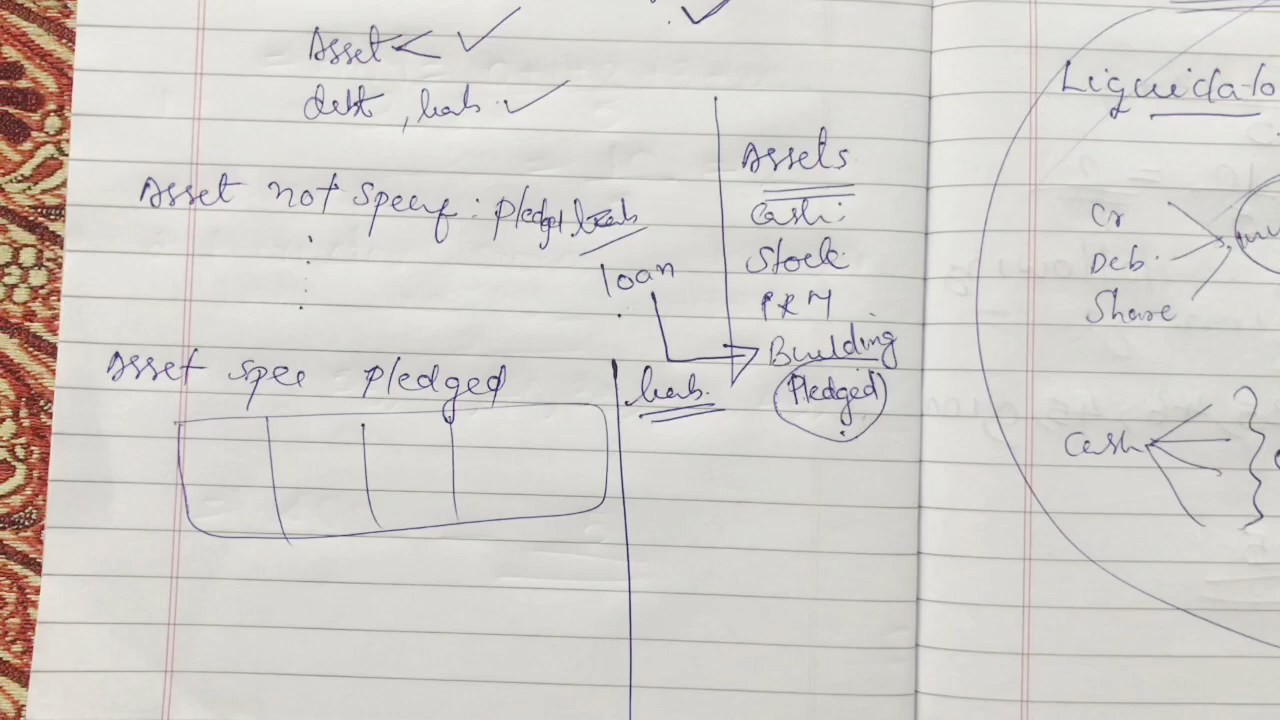 Asset <
debt, liab.
Asset not specif: pledged
loan
Assets
Cash:
Stock
P & M
Building
Pledged
Asset spec pledged
liab.
Liquidatio
Cr
Deb.
Share
Cash